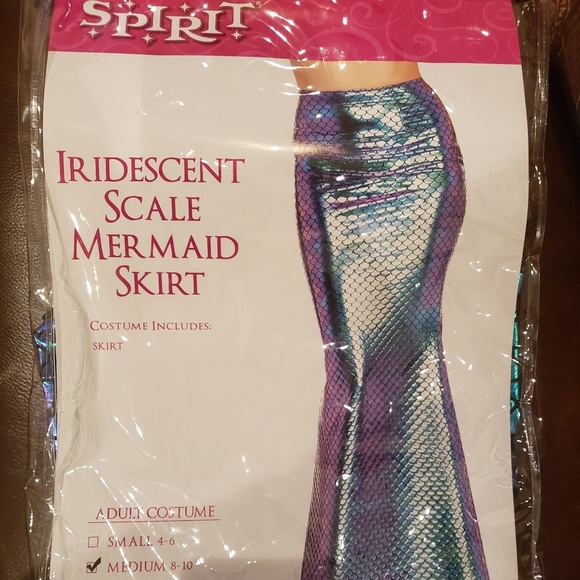 SPIRIT
IRIDESCENT
SCALE
MERMAID
SKIRT
COSTUME INCLUDES:
SKIRT
ADULT COSTUME
SMALL 4-6
MEDIUM 8-10